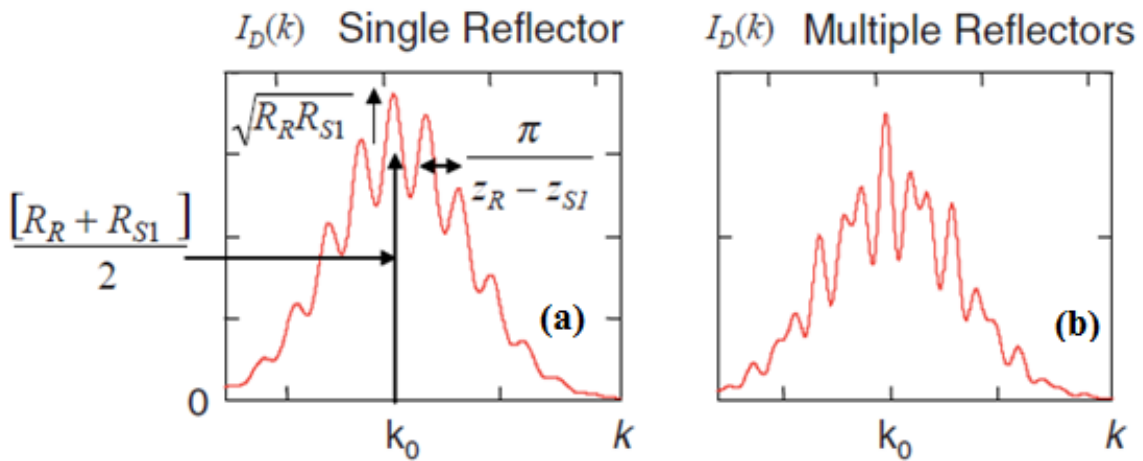 I_D(k) Single Reflector
√R_R R_S1
π
z_R − z_S1
[R_R + R_S1 ]
2
(a)
0
k_0
k
I_D(k) Multiple Reflectors
(b)
k_0
k